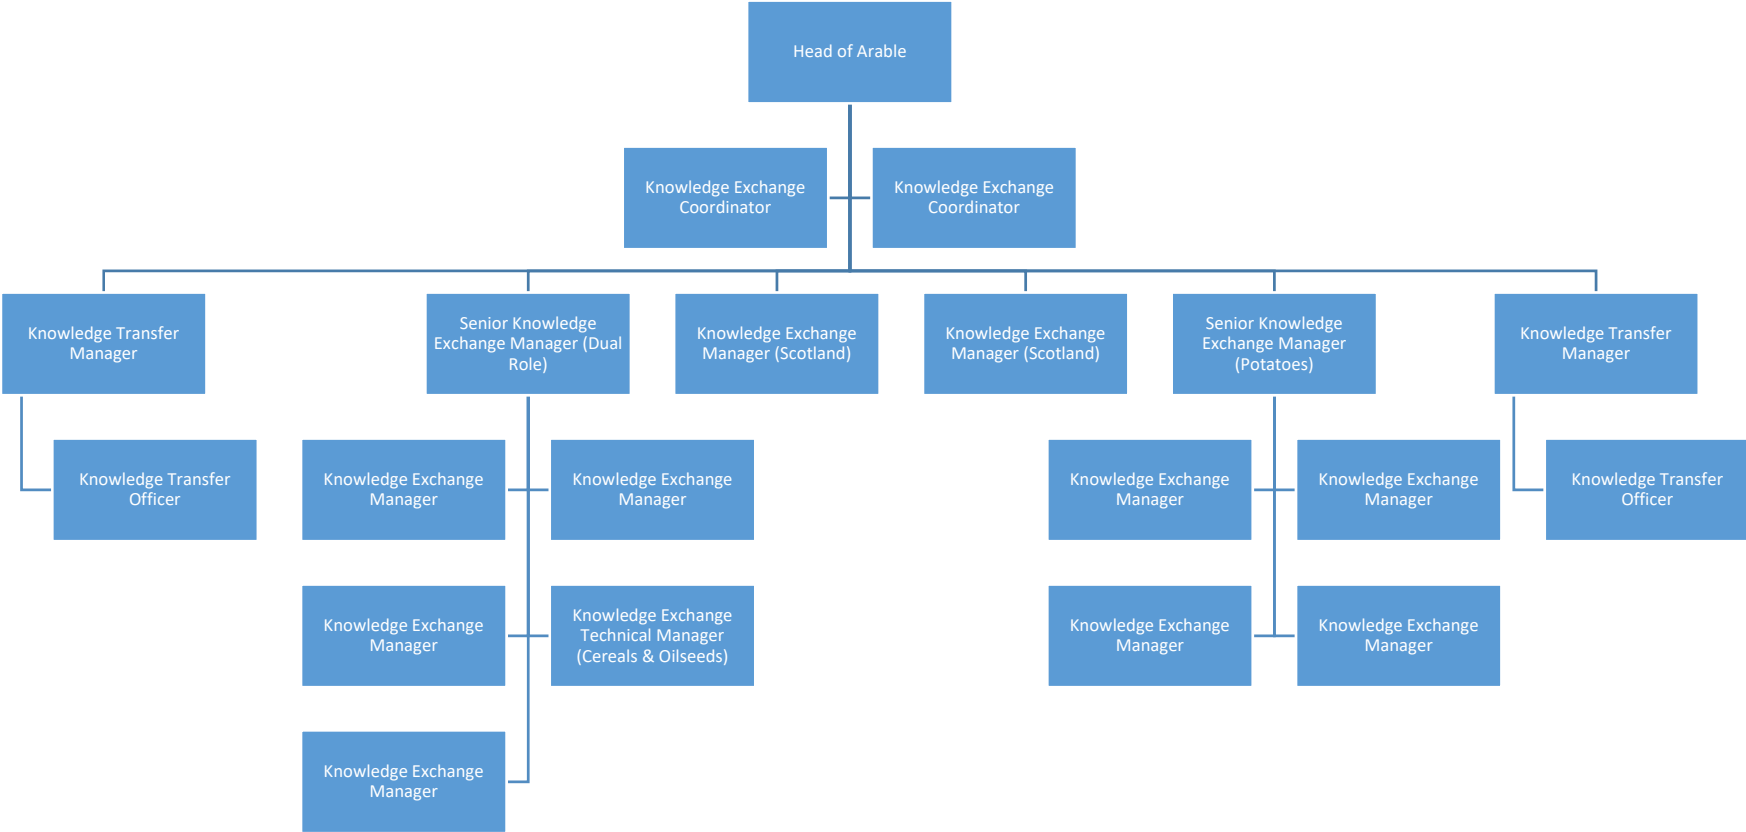 Head of Arable
Knowledge Exchange
Coordinator
Knowledge Exchange
Coordinator
Knowledge Transfer
Manager
Senior Knowledge
Exchange Manager (Dual
Role)
Knowledge Exchange
Manager (Scotland)
Knowledge Exchange
Manager (Scotland)
Senior Knowledge
Exchange Manager
(Potatoes)
Knowledge Transfer
Manager
Knowledge Transfer
Officer
Knowledge Exchange
Manager
Knowledge Exchange
Manager
Knowledge Exchange
Manager
Knowledge Exchange
Manager
Knowledge Transfer
Officer
Knowledge Exchange
Manager
Knowledge Exchange
Technical Manager
(Cereals & Oilseeds)
Knowledge Exchange
Manager
Knowledge Exchange
Manager
Knowledge Exchange
Manager